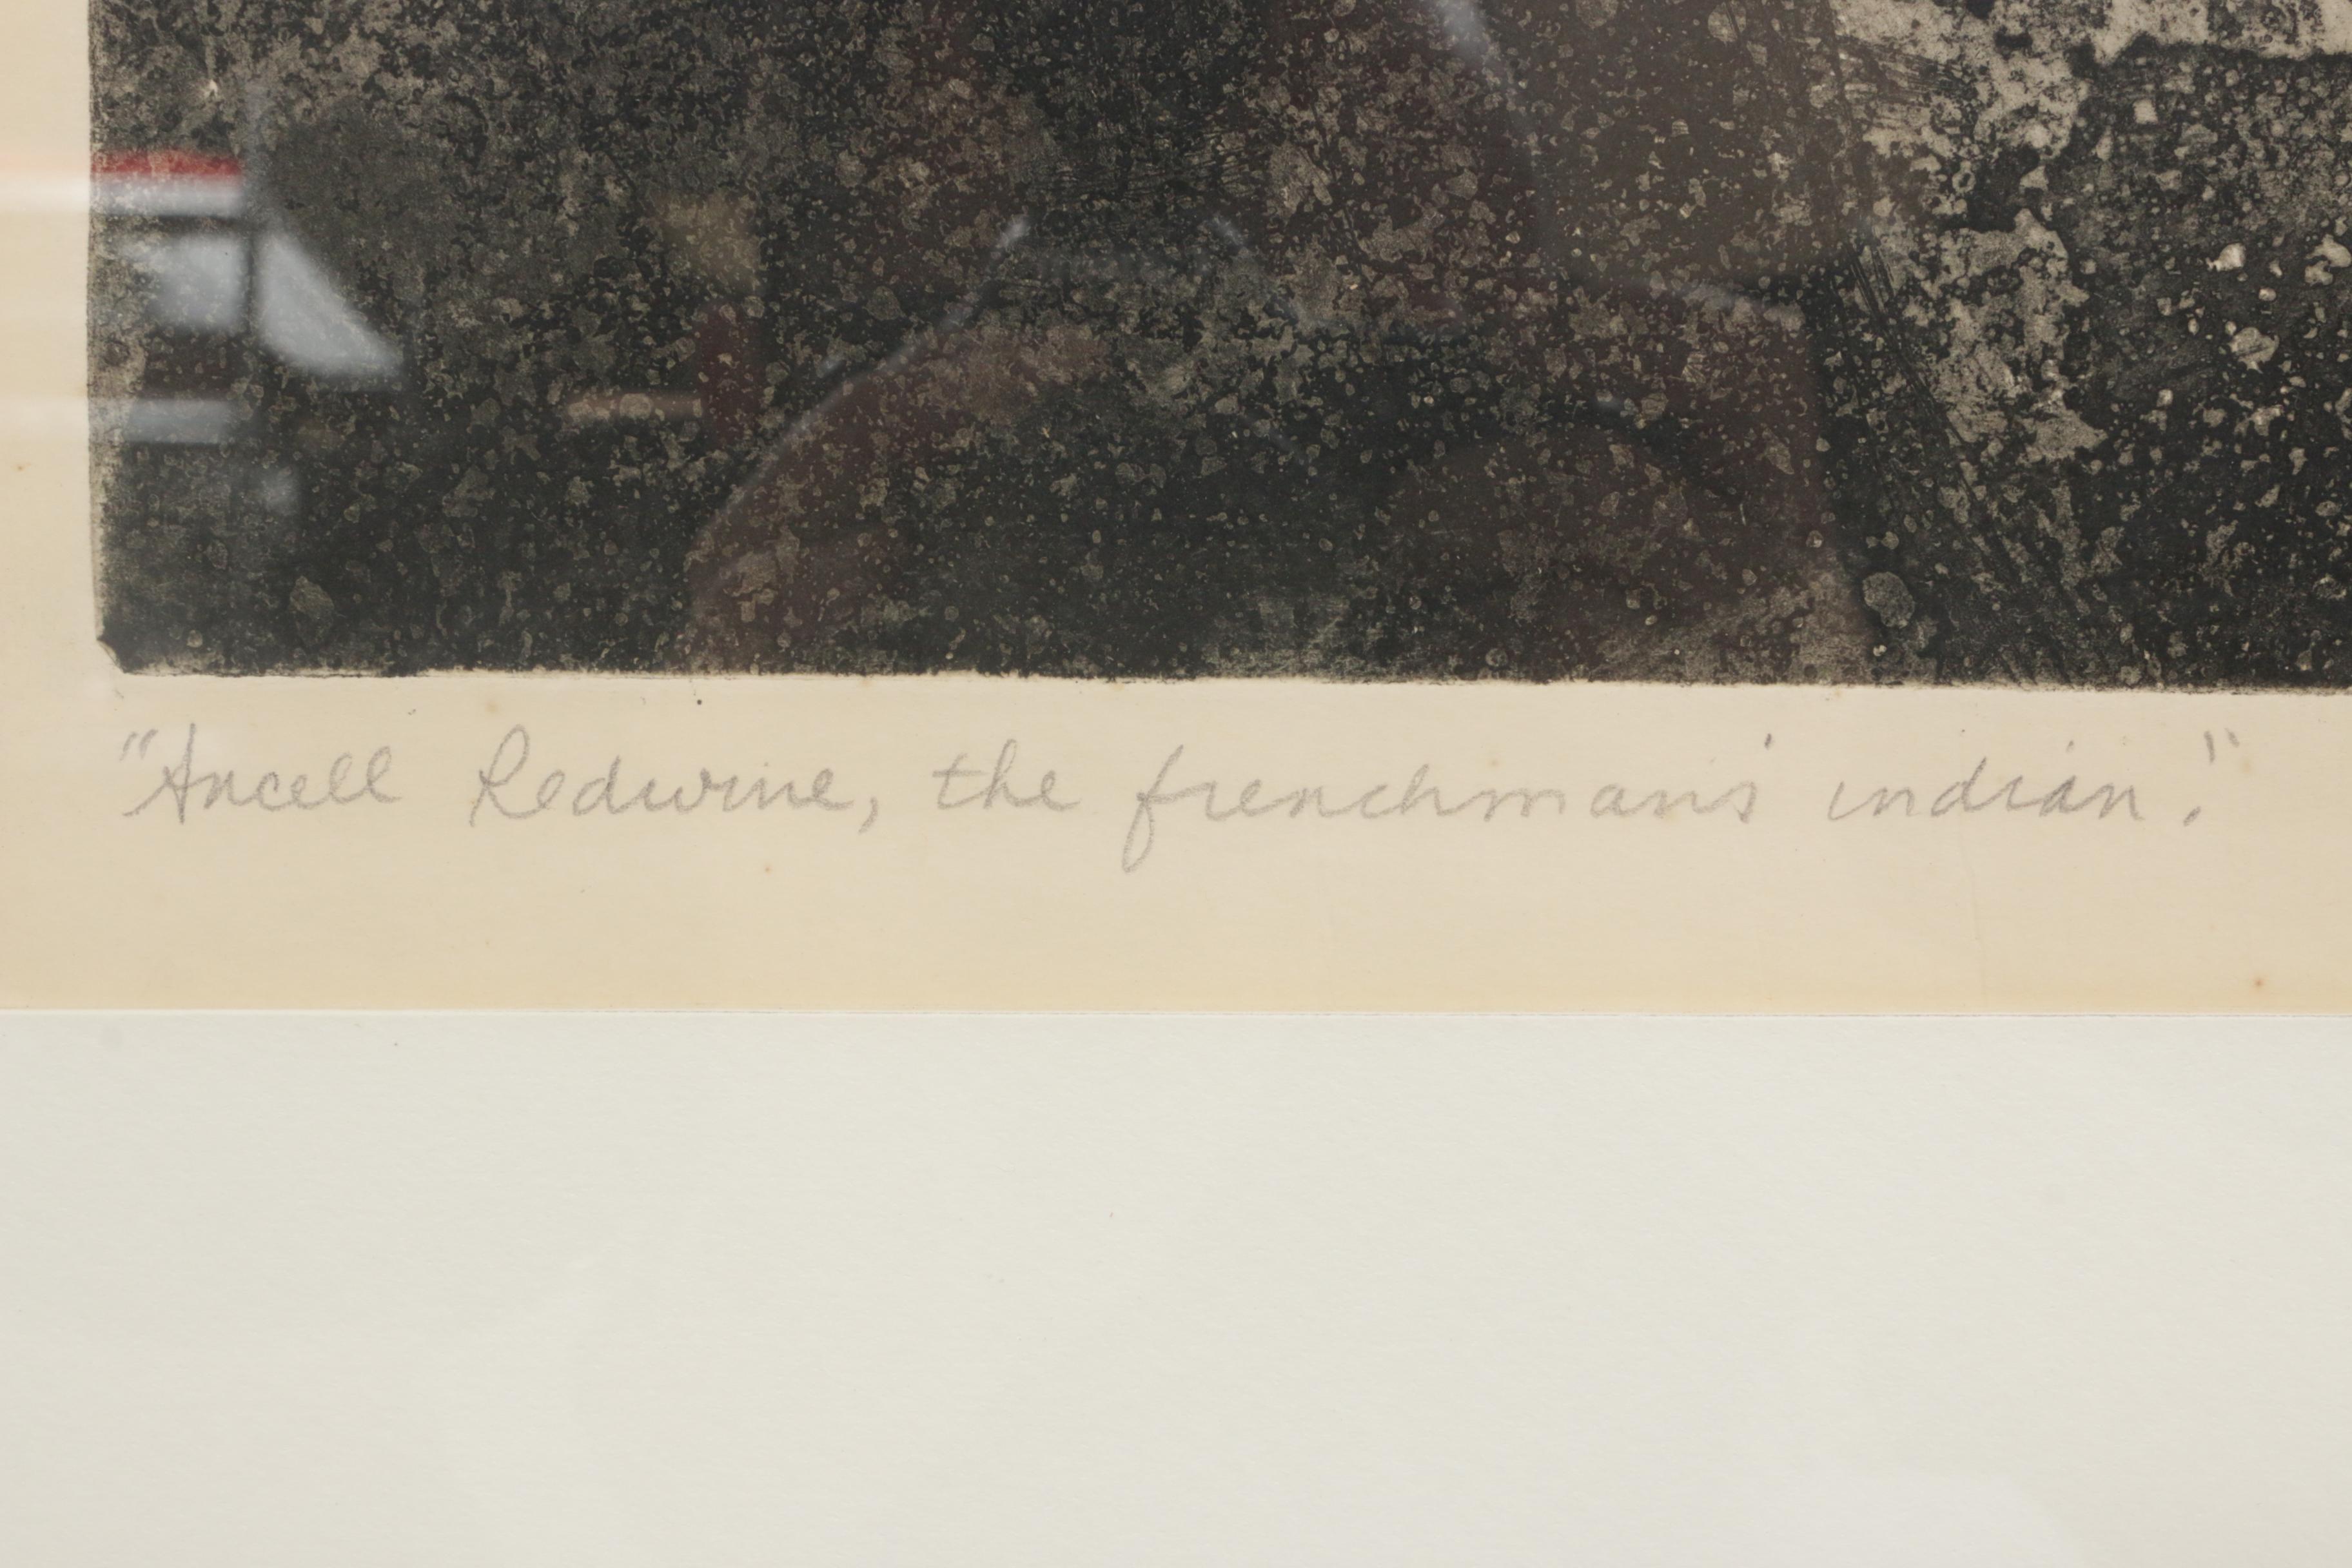 "Ancell Redwine, the frenchman's indian."